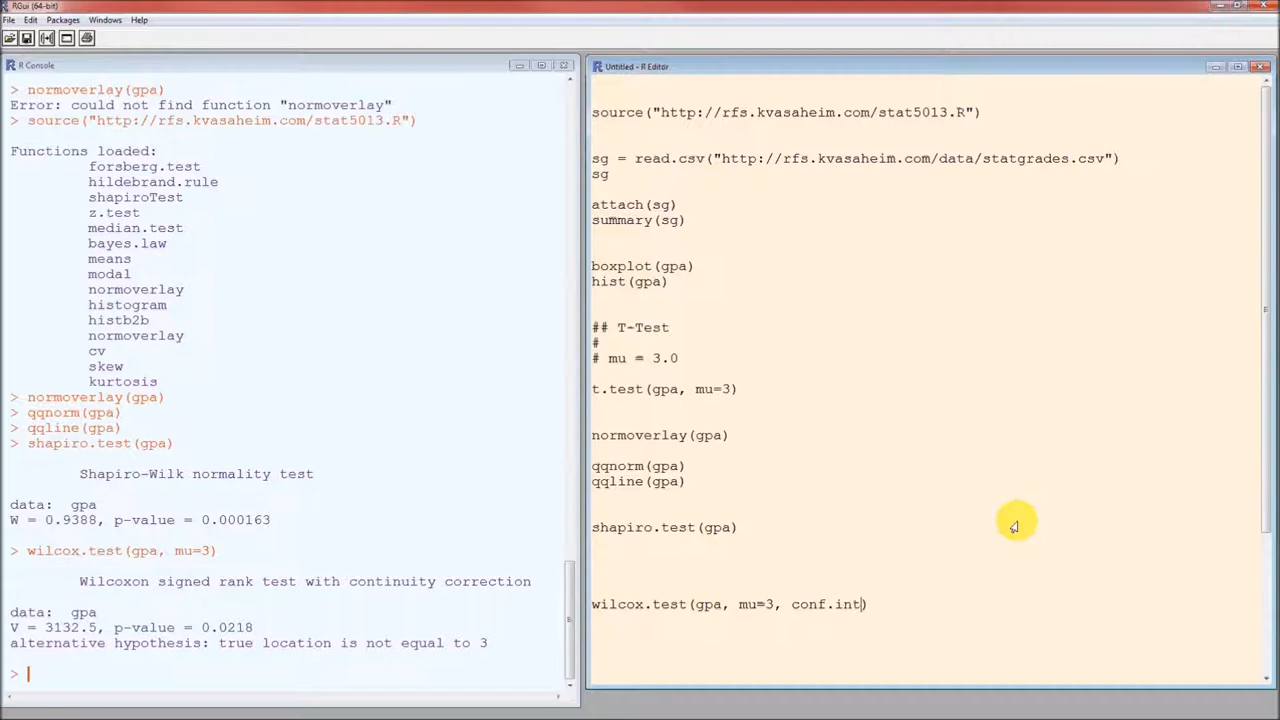 RGui (64-bit)
File Edit Packages Windows Help
R Console
> normoverlay(gpa)
Error: could not find function "normoverlay"
> source("http://rfs.kvasaheim.com/stat5013.R")
Functions loaded:
forsberg.test
hildebrand.rule
shapiroTest
z.test
median.test
bayes.law
means
modal
normoverlay
histogram
histb2b
normoverlay
cv
skew
kurtosis
> normoverlay(gpa)
> qqnorm(gpa)
> qqline(gpa)
> shapiro.test(gpa)
Shapiro-Wilk normality test
data: gpa
W = 0.9388, p-value = 0.000163
> wilcox.test(gpa, mu=3)
Wilcoxon signed rank test with continuity correction
data: gpa
V = 3132.5, p-value = 0.0218
alternative hypothesis: true location is not equal to 3
>
Untitled - R Editor
source("http://rfs.kvasaheim.com/stat5013.R")
sg = read.csv("http://rfs.kvasaheim.com/data/statgrades.csv")
sg
attach(sg)
summary(sg)
boxplot(gpa)
hist(gpa)
## T-Test
#
# mu = 3.0
t.test(gpa, mu=3)
normoverlay(gpa)
qqnorm(gpa)
qqline(gpa)
shapiro.test(gpa)
wilcox.test(gpa, mu=3, conf.int)